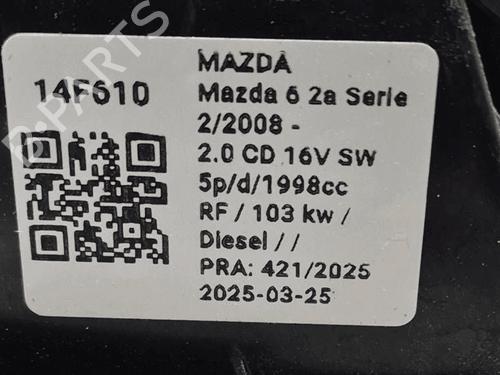 14F610
MAZDA
Mazda 6 2a Serie
2/2008 -
2.0 CD 16V SW
5p/d/1998cc
RF / 103 kw /
Diesel / /
PRA: 421/2025
2025-03-25
B-PARTS